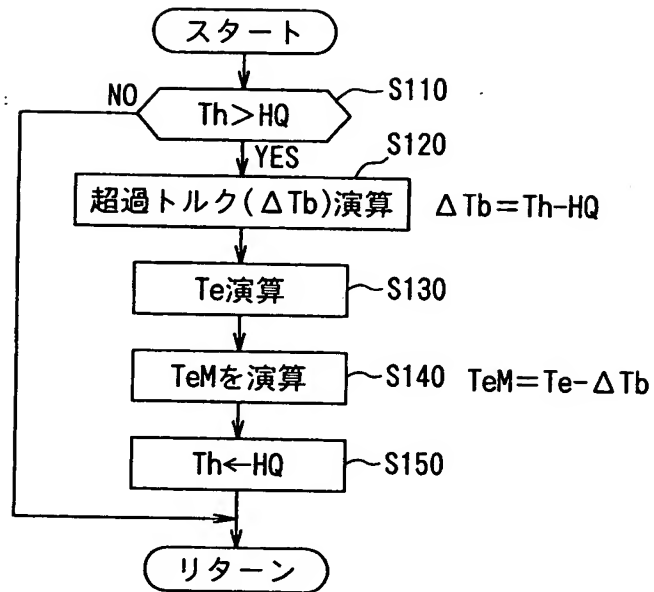 スタート
NO
Th>HQ
S110
YES
S120
超過トルク(ΔTb)演算
ΔTb=Th-HQ
Te演算
S130
TeMを演算
S140
TeM=Te-ΔTb
Th←HQ
S150
リターン